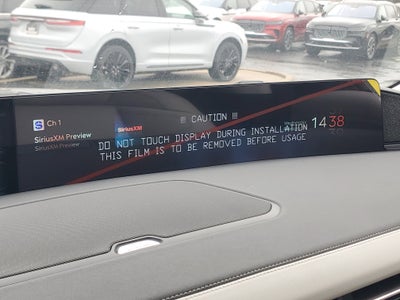 !!! CAUTION !!!
Ch 1
SiriusXM
14 38
SiriusXM Preview
SiriusXM Preview
DO NOT TOUCH DISPLAY DURING INSTALLATION
THIS FILM IS TO BE REMOVED BEFORE USAGE